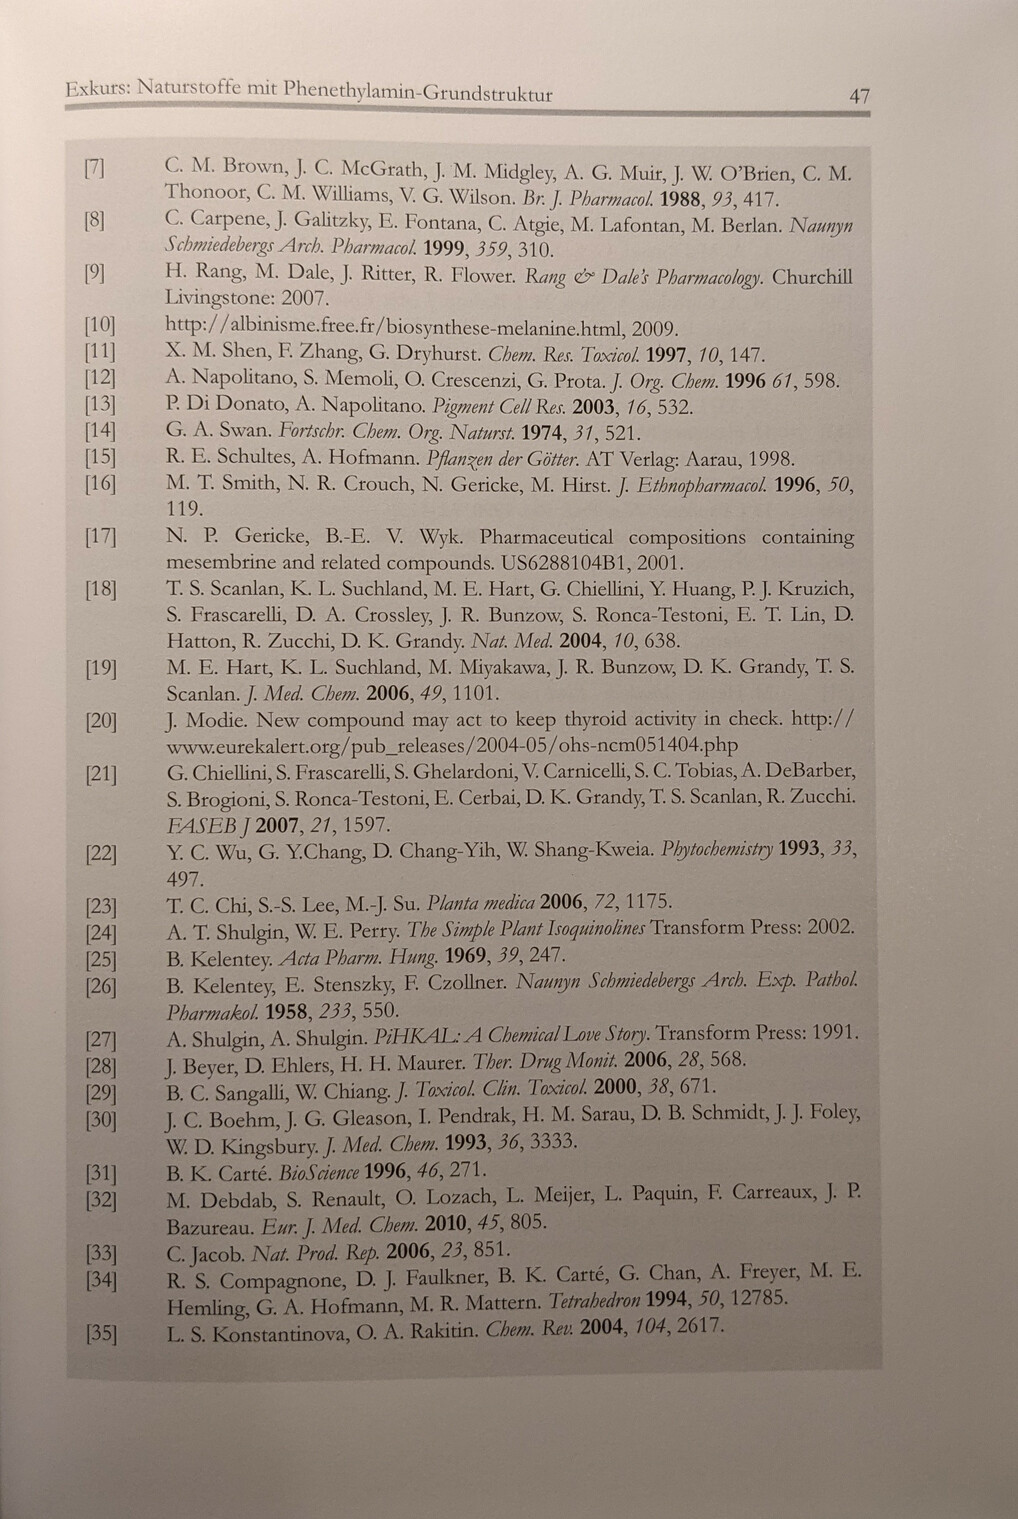 Exkurs: Naturstoffe mit Phenethylamin-Grundstruktur 47
[7] C. M. Brown, J. C. McGrath, J. M. Midgley, A. G. Muir, J. W. O’Brien, C. M.
Thonoor, C. M. Williams, V. G. Wilson. Br. J. Pharmacol. 1988, 93, 417.
[8] C. Carpene, J. Galitzky, E. Fontana, C. Atgie, M. Lafontan, M. Berlan. Naunyn
Schmiedebergs Arch. Pharmacol. 1999, 359, 310.
[9] H. Rang, M. Dale, J. Ritter, R. Flower. Rang & Dale’s Pharmacology. Churchill
Livingstone: 2007.
[10] http://albinisme.free.fr/biosynthese-melanine.html, 2009.
[11] X. M. Shen, F. Zhang, G. Dryhurst. Chem. Res. Toxicol. 1997, 10, 147.
[12] A. Napolitano, S. Memoli, O. Crescenzi, G. Prota. J. Org. Chem. 1996 61, 598.
[13] P. Di Donato, A. Napolitano. Pigment Cell Res. 2003, 16, 532.
[14] G. A. Swan. Fortschr. Chem. Org. Naturst. 1974, 31, 521.
[15] R. E. Schultes, A. Hofmann. Pflanzen der Götter. AT Verlag: Aarau, 1998.
[16] M. T. Smith, N. R. Crouch, N. Gericke, M. Hirst. J. Ethnopharmacol. 1996, 50,
119.
[17] N. P. Gericke, B.-E. V. Wyk. Pharmaceutical compositions containing
mesembrine and related compounds. US6288104B1, 2001.
[18] T. S. Scanlan, K. L. Suchland, M. E. Hart, G. Chiellini, Y. Huang, P. J. Kruzich,
S. Frascarelli, D. A. Crossley, J. R. Bunzow, S. Ronca-Testoni, E. T. Lin, D.
Hatton, R. Zucchi, D. K. Grandy. Nat. Med. 2004, 10, 638.
[19] M. E. Hart, K. L. Suchland, M. Miyakawa, J. R. Bunzow, D. K. Grandy, T. S.
Scanlan. J. Med. Chem. 2006, 49, 1101.
[20] J. Modie. New compound may act to keep thyroid activity in check. http://
www.eurekalert.org/pub_releases/2004-05/ohs-ncm051404.php
[21] G. Chiellini, S. Frascarelli, S. Ghelardoni, V. Carnicelli, S. C. Tobias, A. DeBarber,
S. Brogioni, S. Ronca-Testoni, E. Cerbai, D. K. Grandy, T. S. Scanlan, R. Zucchi.
FASEB J 2007, 21, 1597.
[22] Y. C. Wu, G. Y.Chang, D. Chang-Yih, W. Shang-Kweia. Phytochemistry 1993, 33,
497.
[23] T. C. Chi, S.-S. Lee, M.-J. Su. Planta medica 2006, 72, 1175.
[24] A. T. Shulgin, W. E. Perry. The Simple Plant Isoquinolines Transform Press: 2002.
[25] B. Kelentey. Acta Pharm. Hung. 1969, 39, 247.
[26] B. Kelentey, E. Stenszky, F. Czollner. Naunyn Schmiedebergs Arch. Exp. Pathol.
Pharmakol. 1958, 233, 550.
[27] A. Shulgin, A. Shulgin. PiHKAL: A Chemical Love Story. Transform Press: 1991.
[28] J. Beyer, D. Ehlers, H. H. Maurer. Ther. Drug Monit. 2006, 28, 568.
[29] B. C. Sangalli, W. Chiang. J. Toxicol. Clin. Toxicol. 2000, 38, 671.
[30] J. C. Boehm, J. G. Gleason, I. Pendrak, H. M. Sarau, D. B. Schmidt, J. J. Foley,
W. D. Kingsbury. J. Med. Chem. 1993, 36, 3333.
[31] B. K. Carté. BioScience 1996, 46, 271.
[32] M. Debdab, S. Renault, O. Lozach, L. Meijer, L. Paquin, F. Carreaux, J. P.
Bazureau. Eur. J. Med. Chem. 2010, 45, 805.
[33] C. Jacob. Nat. Prod. Rep. 2006, 23, 851.
[34] R. S. Compagnone, D. J. Faulkner, B. K. Carté, G. Chan, A. Freyer, M. E.
Hemling, G. A. Hofmann, M. R. Mattern. Tetrahedron 1994, 50, 12785.
[35] L. S. Konstantinova, O. A. Rakitin. Chem. Rev. 2004, 104, 2617.